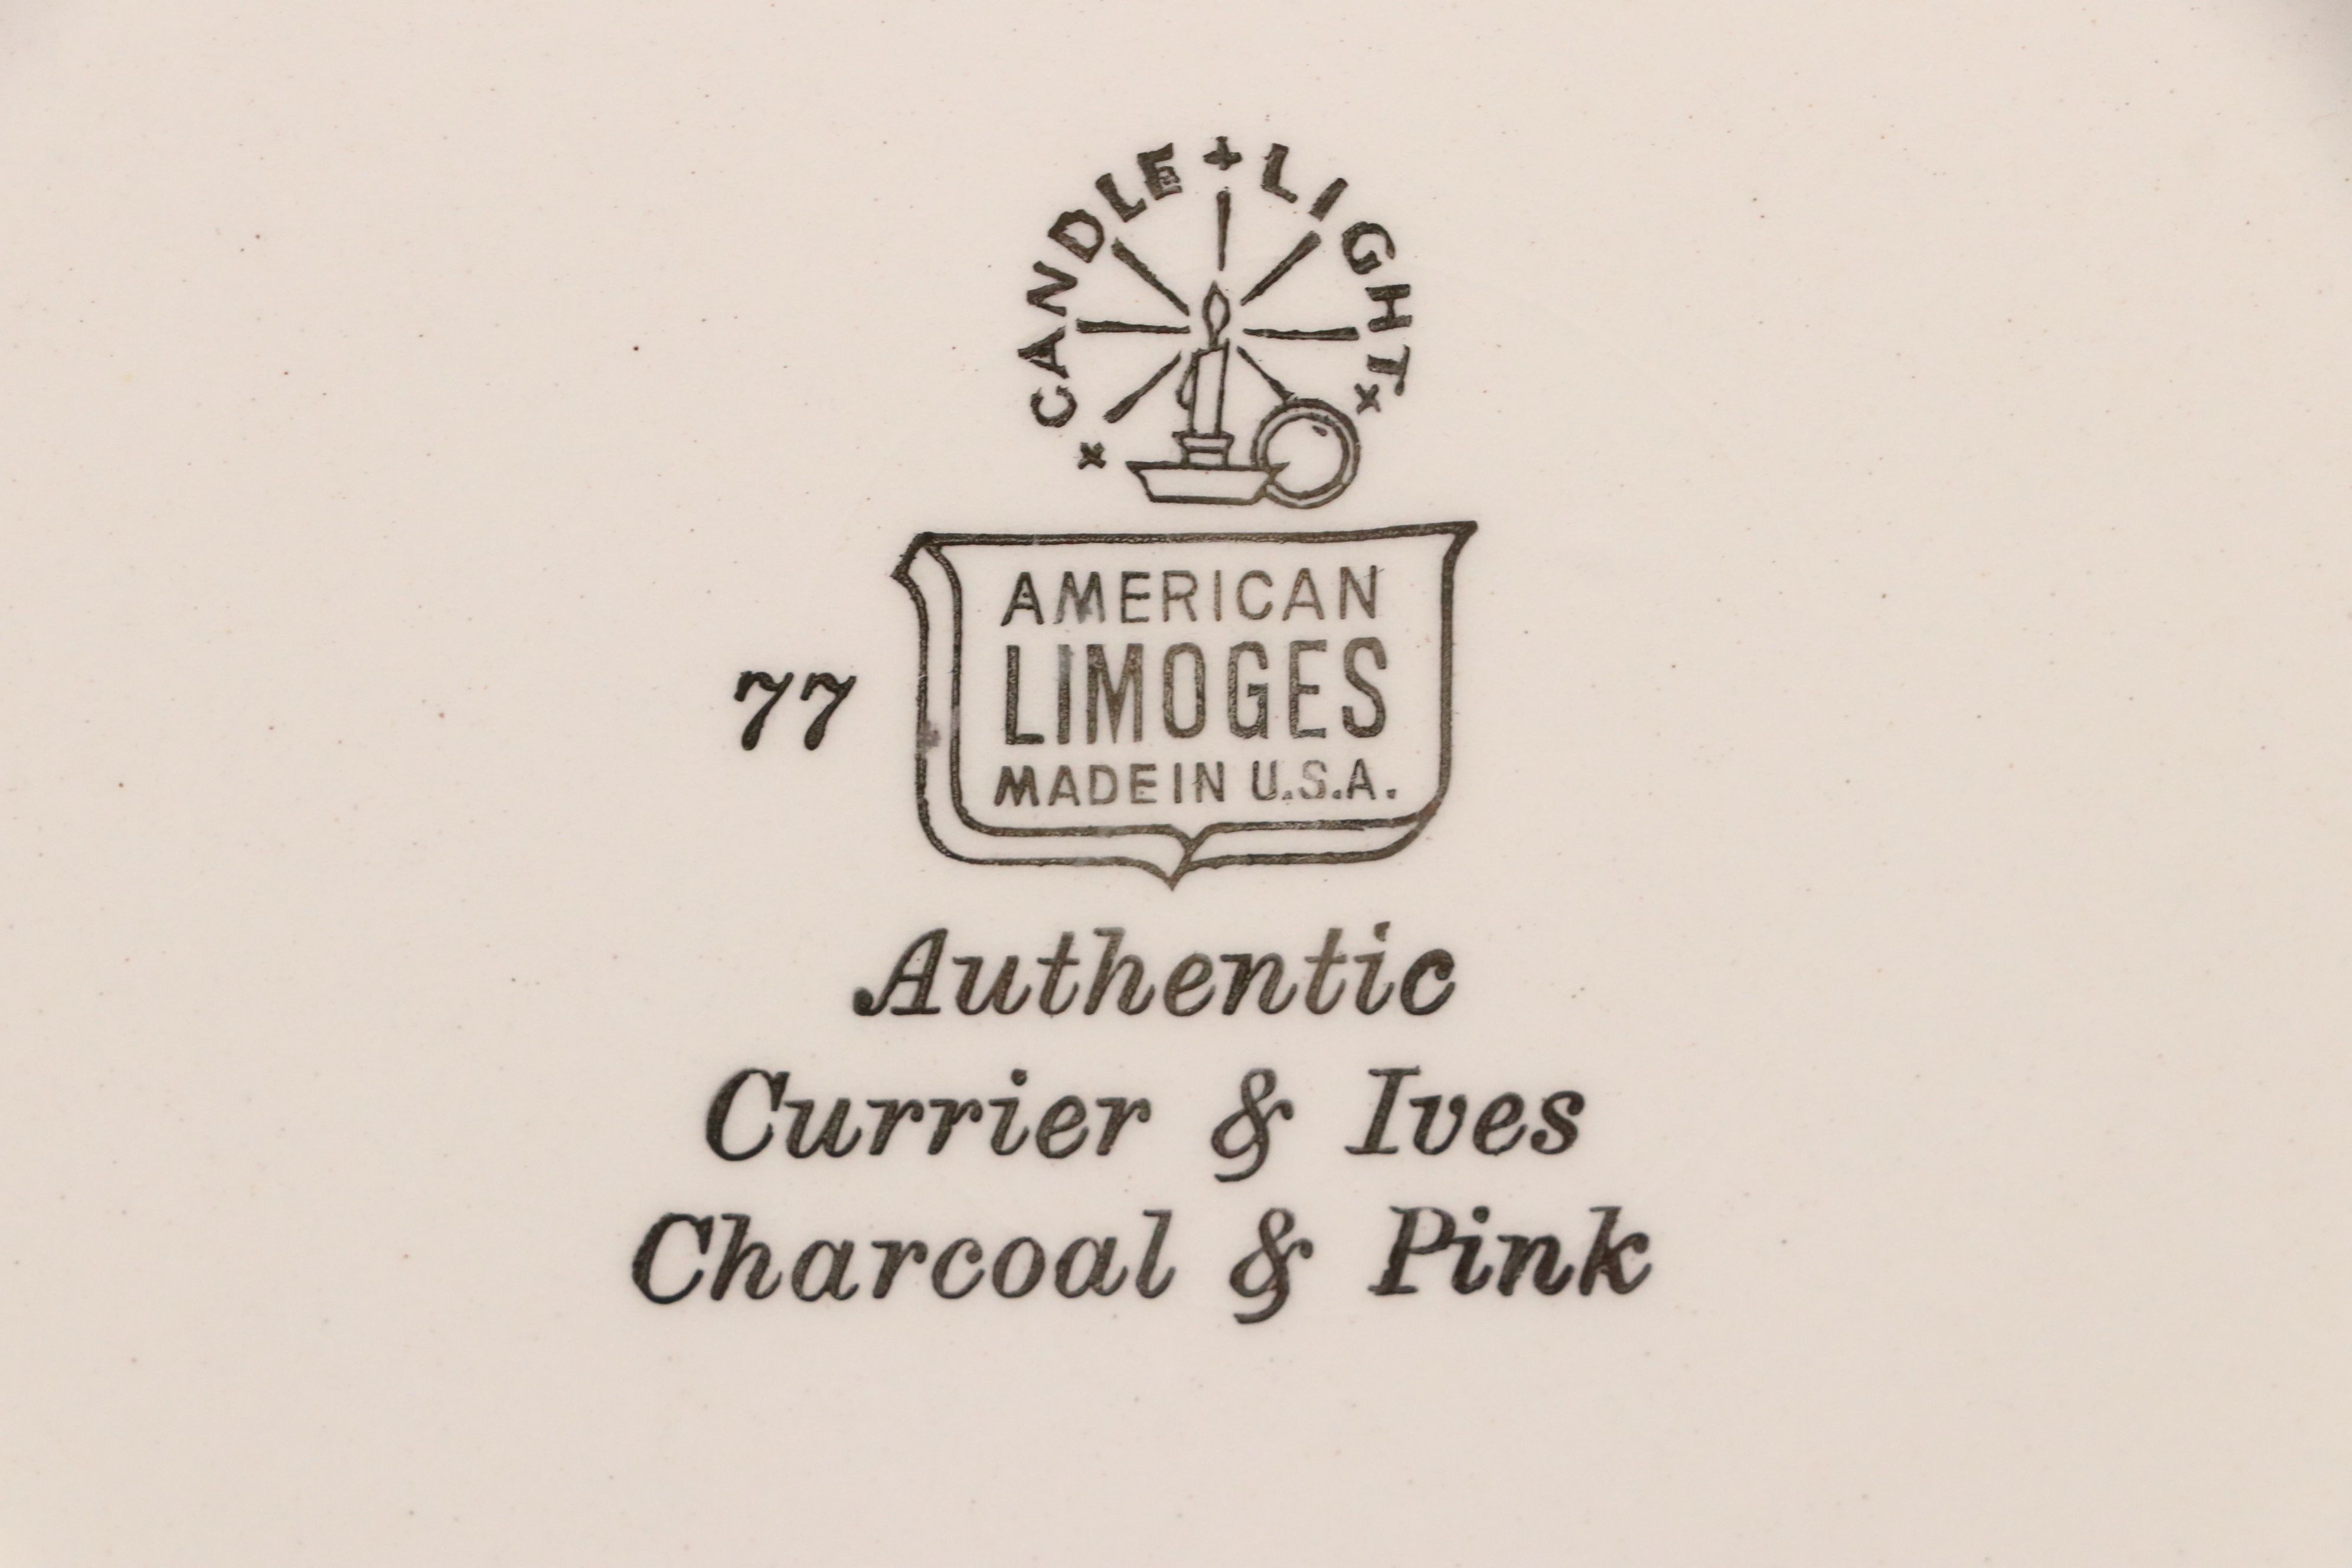 CANDLE + LIGHT
AMERICAN
LIMOGES
MADE IN U.S.A.
77
Authentic
Currier & Ives
Charcoal & Pink